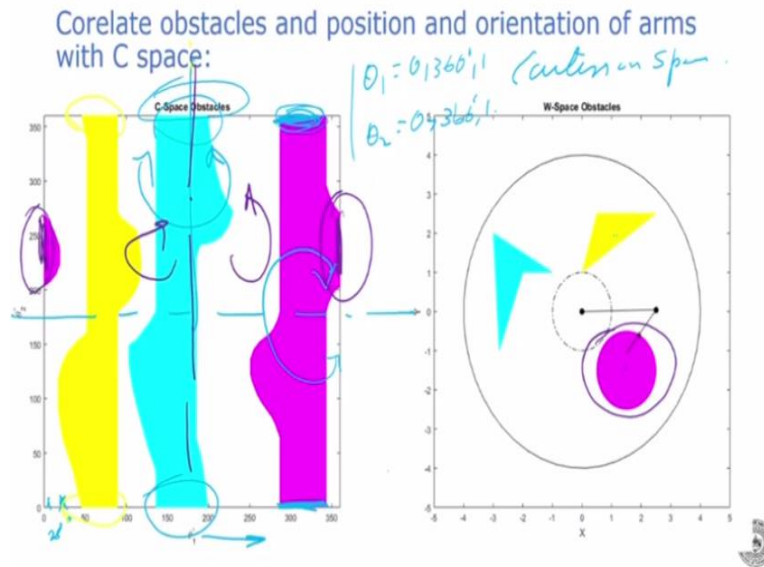 Corelate obstacles and position and orientation of arms
with C space:
θ₁ = 0,360°,1
θ₂ = 0,360°,1
C-Space Obstacles
W-Space Obstacles
350
300
250
200
150
100
50
0
0 50 100 150 200 250 300 350
4
3
2
1
0
-1
-2
-3
-4
-5
-5 -4 -3 -2 -1 0 1 2 3 4 5
X
A